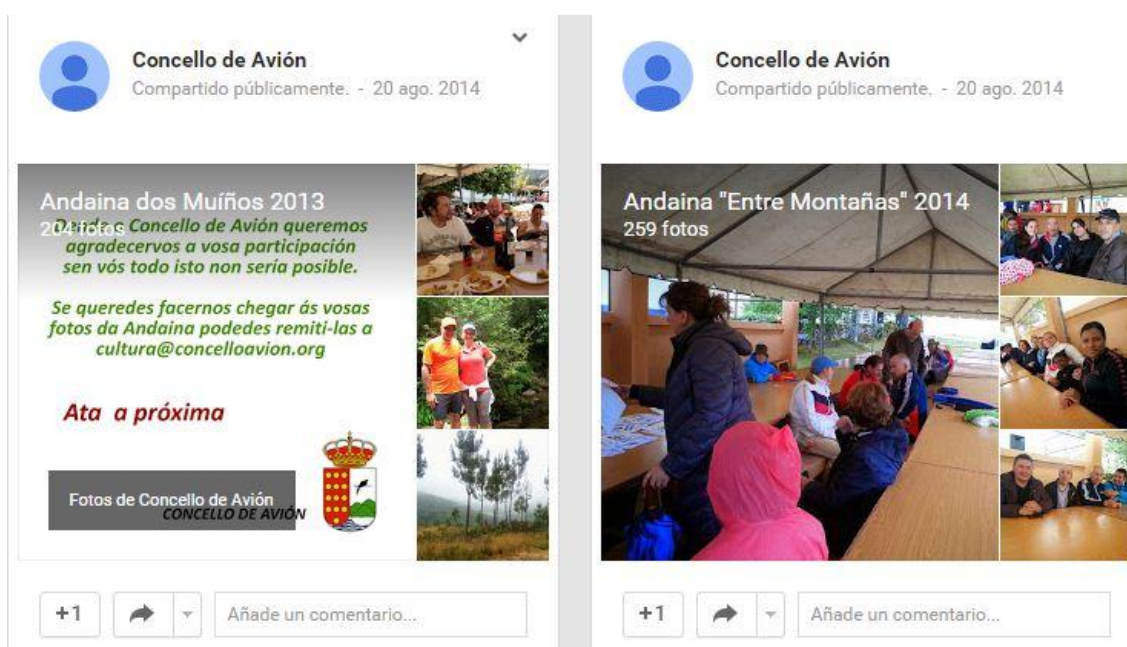 Concello de Avión
Compartido públicamente. - 20 ago. 2014
Andaina dos Muíños 2013
204 fotos
Desde o Concello de Avión queremos
agradecervos a vosa participación
sen vós todo isto non sería posible.
Se queredes facernos chegar ás vosas
fotos da Andaina podedes remiti-las a
cultura@concelloavion.org
Ata a próxima
Fotos de Concello de Avión
CONCELLO DE AVIÓN
+1
Añade un comentario...
Concello de Avión
Compartido públicamente. - 20 ago. 2014
Andaina "Entre Montañas" 2014
259 fotos
+1
Añade un comentario...